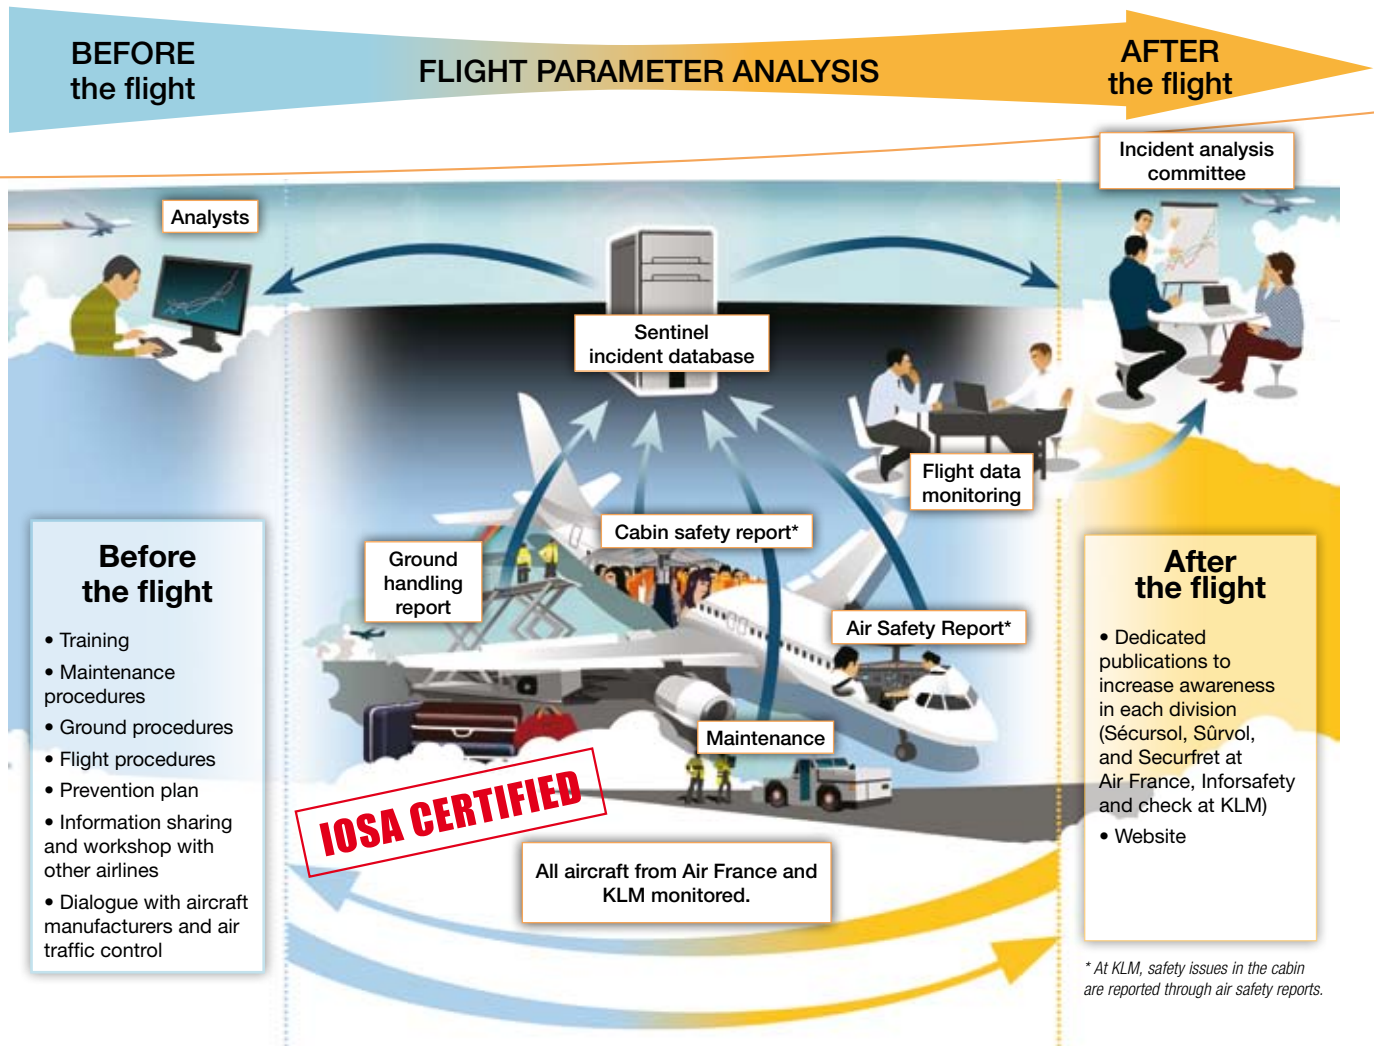 BEFORE
the flight
FLIGHT PARAMETER ANALYSIS
AFTER
the flight
Incident analysis
committee
Analysts
Sentinel
incident database
Flight data
monitoring
Cabin safety report*
Ground
handling
report
Air Safety Report*
Maintenance
IOSA CERTIFIED
All aircraft from Air France and
KLM monitored.
Before
the flight
• Training
• Maintenance
procedures
• Ground procedures
• Flight procedures
• Prevention plan
• Information sharing
and workshop with
other airlines
• Dialogue with aircraft
manufacturers and air
traffic control
After
the flight
• Dedicated
publications to
increase awareness
in each division
(Sécursol, Sûrvol,
and Securfret at
Air France, Inforsafety
and check at KLM)
• Website
* At KLM, safety issues in the cabin
are reported through air safety reports.